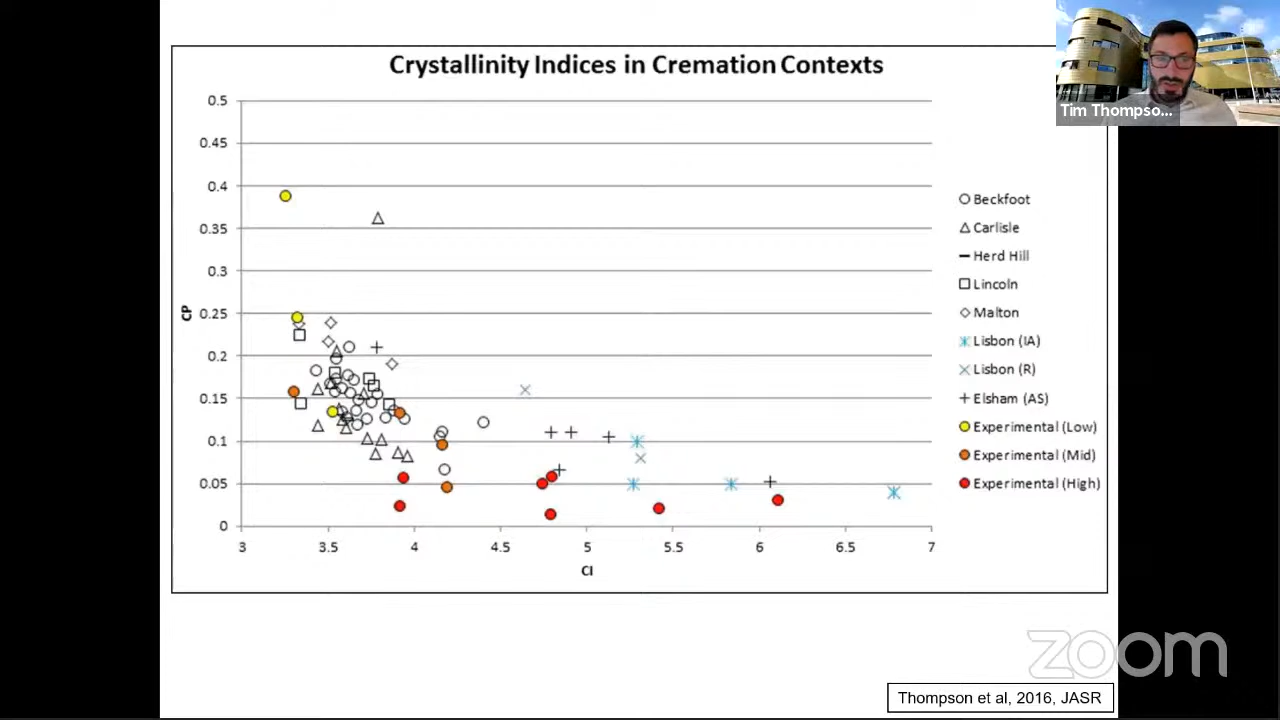 Crystallinity Indices in Cremation Contexts
Tim Thompso...
0.5
0.45
0.4
0.35
0.3
0.25
0.2
0.15
0.1
0.05
0
CP
3
3.5
4
4.5
5
5.5
6
6.5
7
CI
Beckfoot
Carlisle
Herd Hill
Lincoln
Malton
Lisbon (IA)
Lisbon (R)
Elsham (AS)
Experimental (Low)
Experimental (Mid)
Experimental (High)
zoom
Thompson et al, 2016, JASR